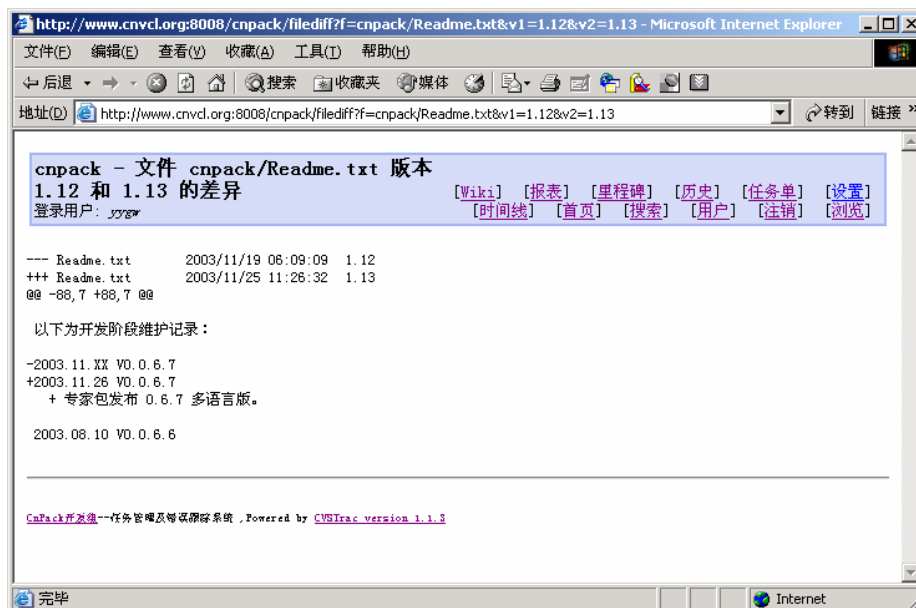 http://www.cnvcl.org:8008/cnpack/filediff?f=cnpack/Readme.txt&v1=1.12&v2=1.13 - Microsoft Internet Explorer
文件(F) 编辑(E) 查看(V) 收藏(A) 工具(T) 帮助(H)
后退 搜索 收藏夹 媒体
地址(D) http://www.cnvcl.org:8008/cnpack/filediff?f=cnpack/Readme.txt&v1=1.12&v2=1.13 转到 链接 »
cnpack - 文件 cnpack/Readme.txt 版本
1.12 和 1.13 的差异 [Wiki] [报表] [里程碑] [历史] [任务单] [设置]
登录用户: yygw [时间线] [首页] [搜索] [用户] [注销] [浏览]
--- Readme.txt 2003/11/19 06:09:09 1.12
+++ Readme.txt 2003/11/25 11:26:32 1.13
@@ -88,7 +88,7 @@
以下为开发阶段维护记录：
-2003.11.XX V0.0.6.7
+2003.11.26 V0.0.6.7
+ 专家包发布 0.6.7 多语言版。
2003.08.10 V0.0.6.6
CnPack开发组--任务管理及错误跟踪系统 ,Powered by CVSTrac version 1.1.3
完毕 Internet